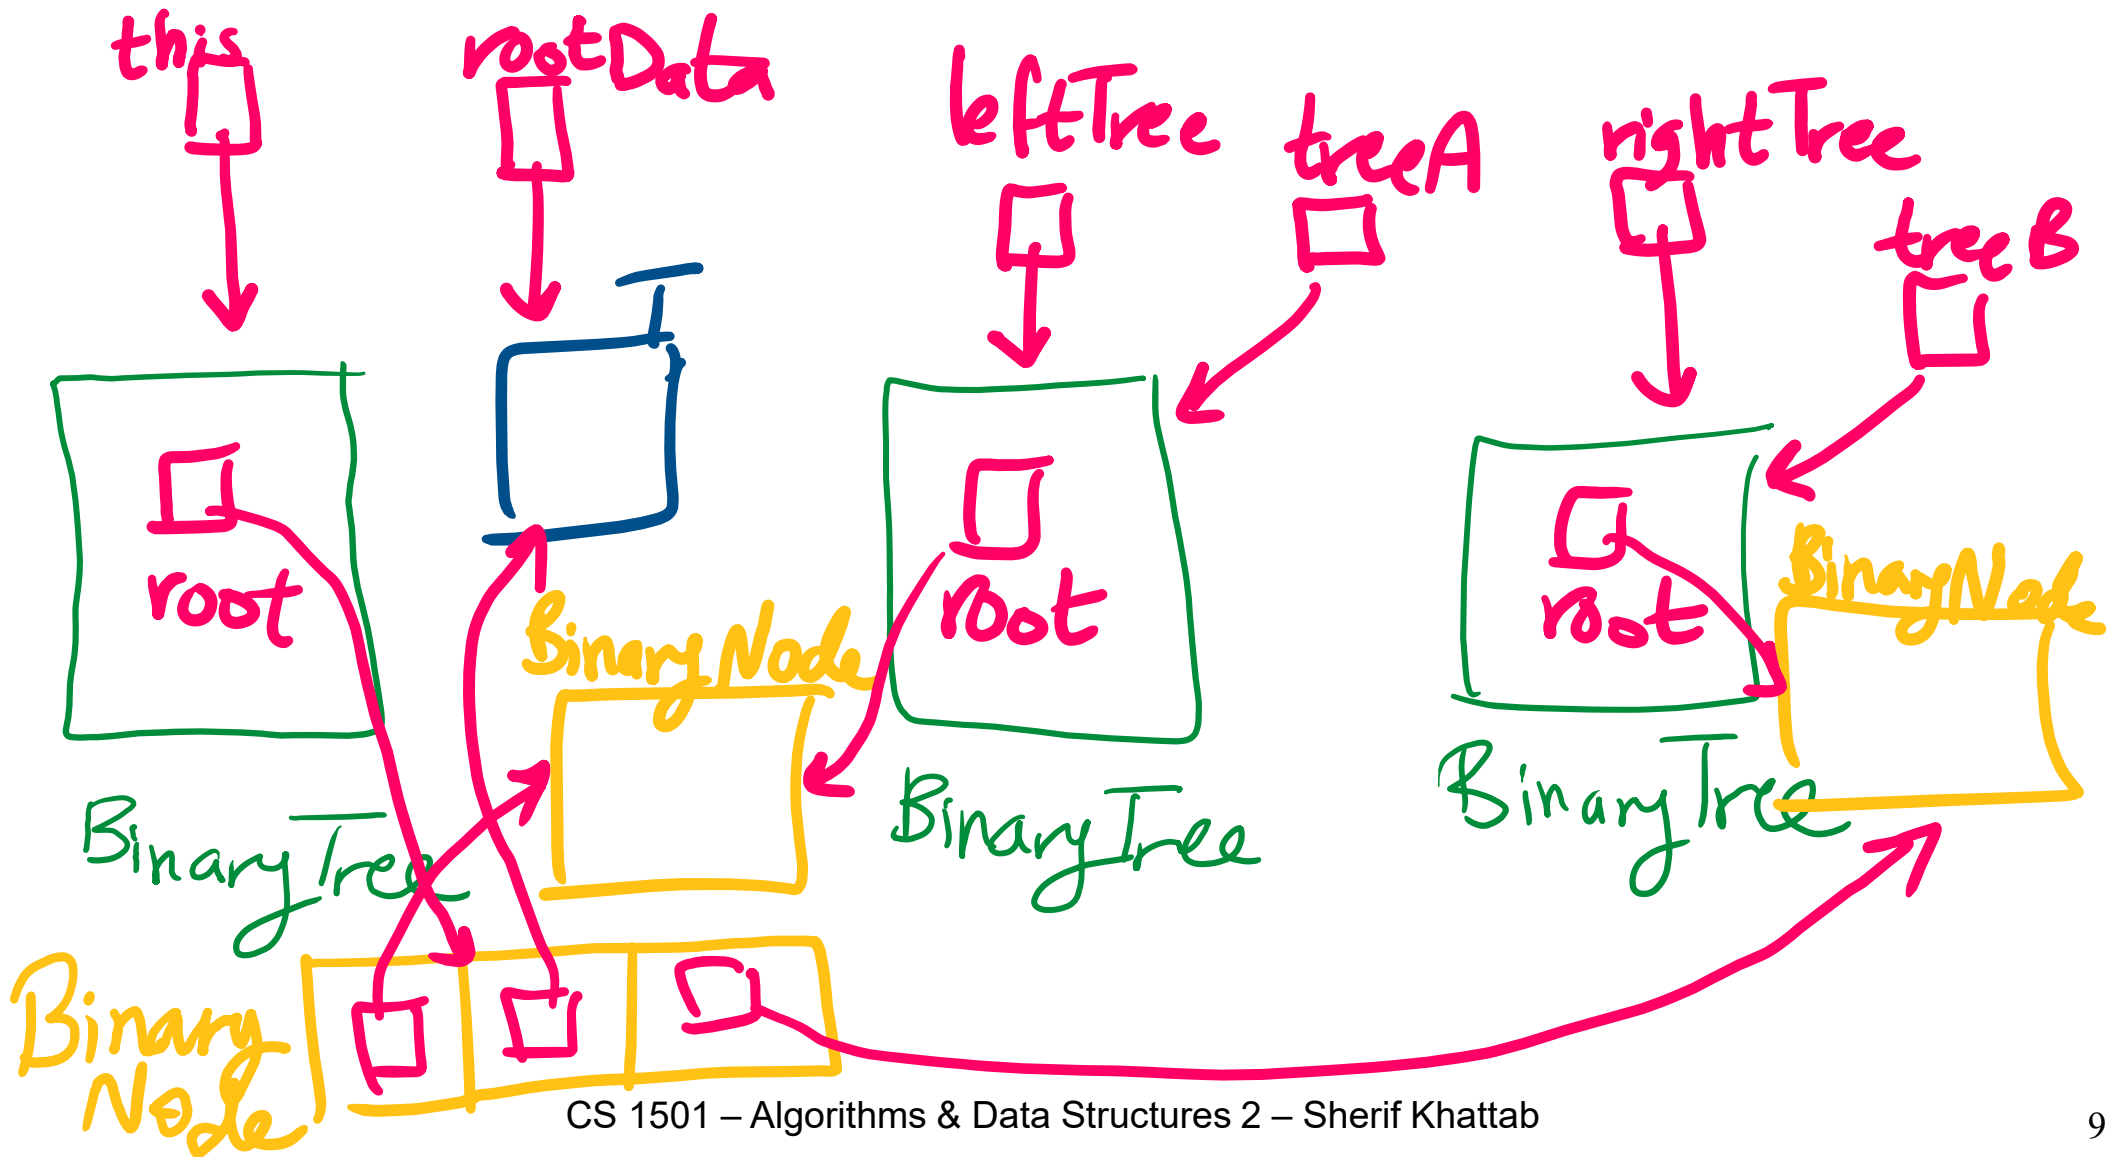 this
rootData
leftTree
treeA
rightTree
treeB
T
root
root
root
BinaryNode
BinaryNode
BinaryTree
BinaryTree
BinaryTree
Binary
Node
CS 1501 – Algorithms & Data Structures 2 – Sherif Khattab
9